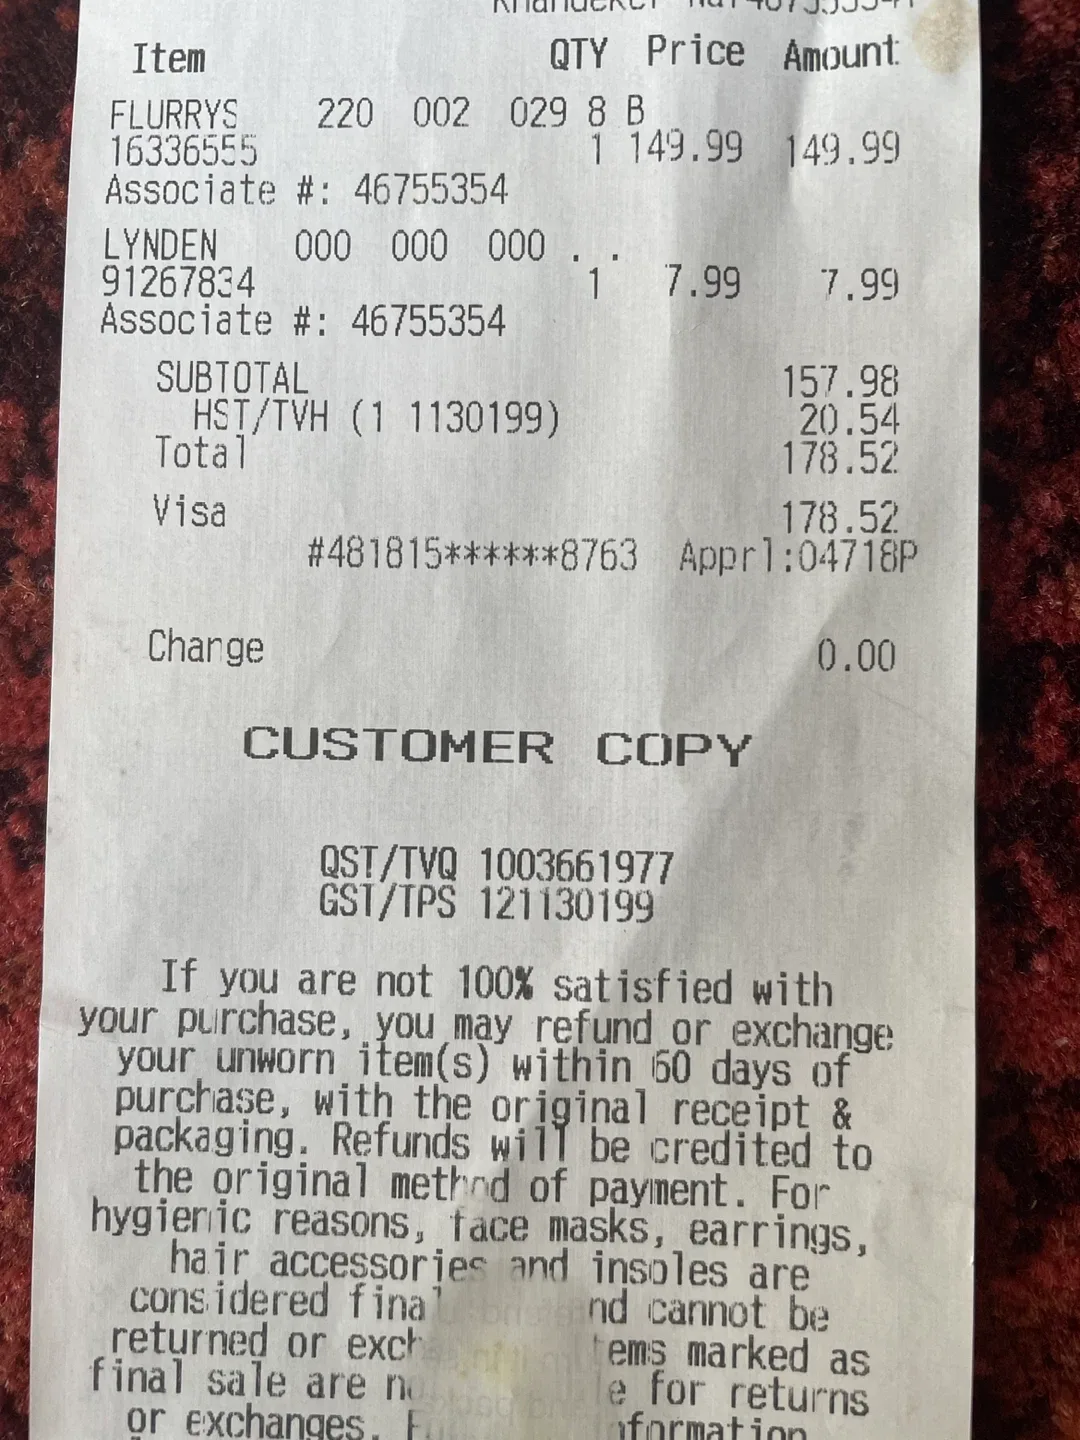 Item QTY Price Amount
FLURRYS 220 002 029 8 B
16336555 1 149.99 149.99
Associate #: 46755354
LYNDEN 000 000 000 . .
91267834 1 7.99 7.99
Associate #: 46755354
SUBTOTAL 157.98
HST/TVH (1 1130199) 20.54
Total 178.52
Visa 178.52
#481815******8763 Apprl:04718P
Change 0.00
CUSTOMER COPY
QST/TVQ 1003661977
GST/TPS 121130199
If you are not 100% satisfied with
your purchase, you may refund or exchange
your unworn item(s) within 60 days of
purchase, with the original receipt &
packaging. Refunds will be credited to
the original method of payment. For
hygienic reasons, face masks, earrings,
hair accessories and insoles are
considered final cannot be
returned or marked as
final sale are for returns
or exchanges.